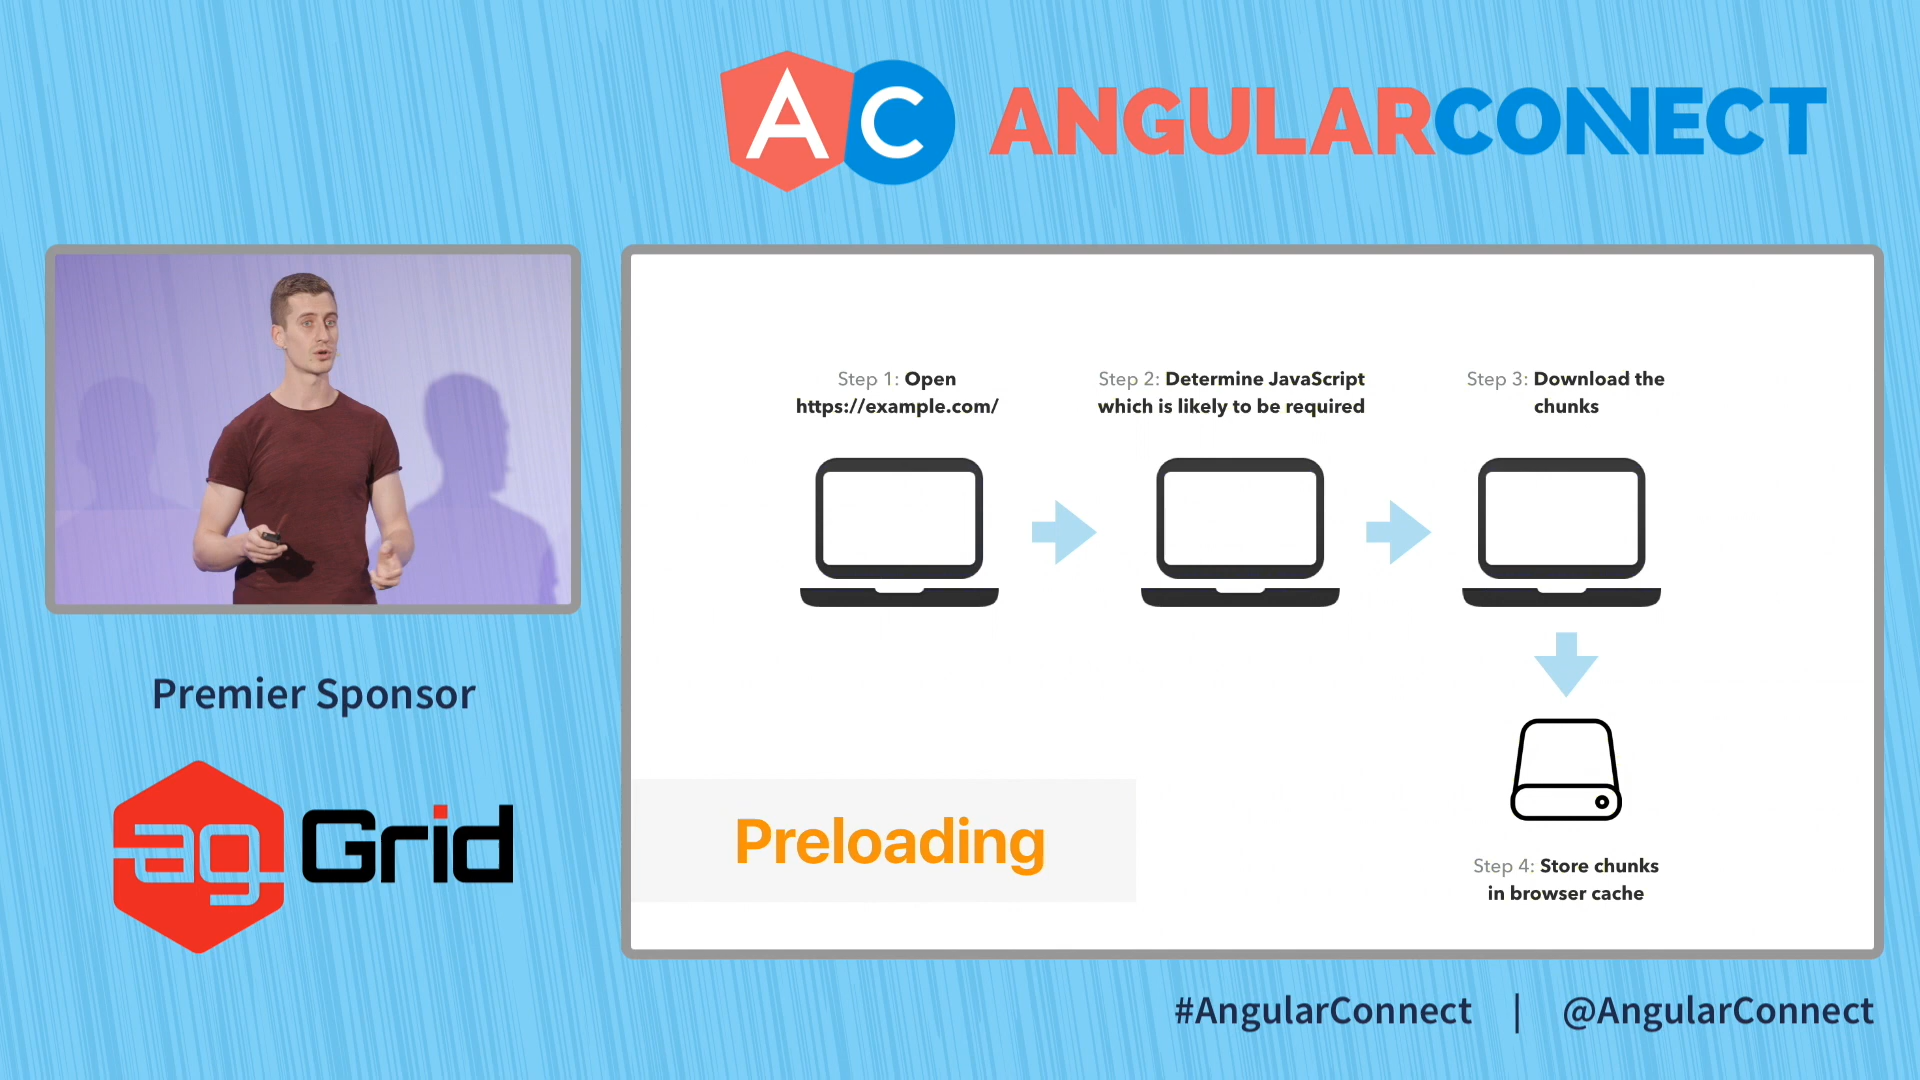 AC ANGULARCONNECT
Step 1: Open
https://example.com/
Step 2: Determine JavaScript
which is likely to be required
Step 3: Download the
chunks
Preloading
Step 4: Store chunks
in browser cache
Premier Sponsor
ag Grid
#AngularConnect | @AngularConnect